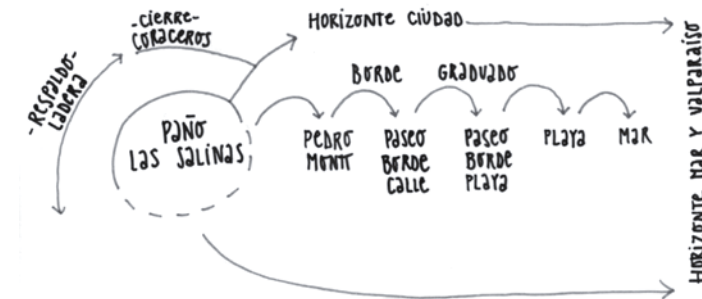 -CIERRE-
CORACEROS
HORIZONTE CIUDAD
-RESPALDO-
LADERA
BORDE GRADUADO
PAÑO
LAS SALINAS
PEDRO
MONTT
PASEO
BORDE
CALLE
PASEO
BORDE
PLAYA
PLAYA
MAR
HORIZONTE MAR Y VALPARAÍSO